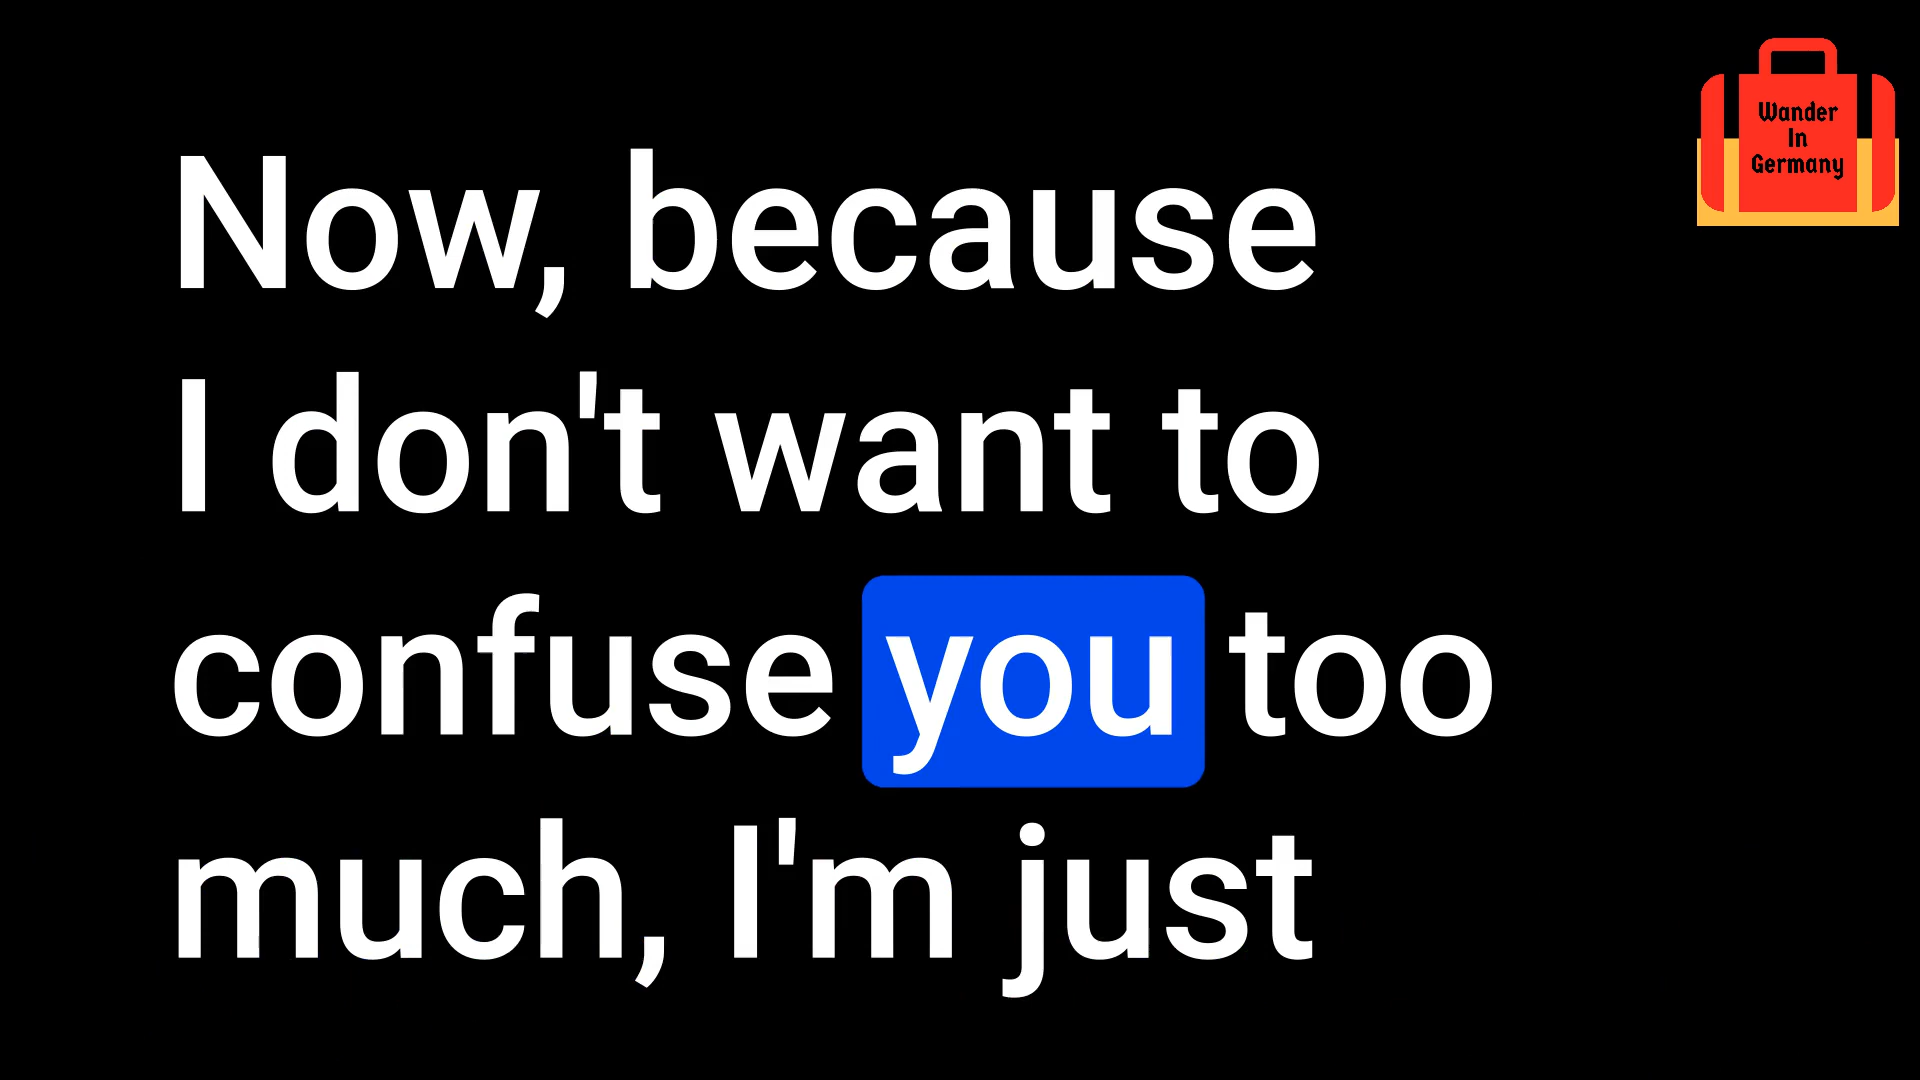 Now, because
I don't want to
confuse you too
much, I'm just
Wander
In
Germany